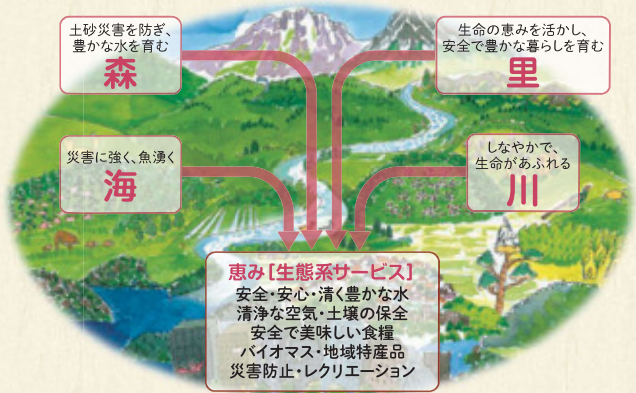 土砂災害を防ぎ、
豊かな水を育む
森
生命の恵みを活かし、
安全で豊かな暮らしを育む
里
災害に強く、魚湧く
海
しなやかで、
生命があふれる
川
恵み[生態系サービス]
安全・安心・清く豊かな水
清浄な空気・土壌の保全
安全で美味しい食糧
バイオマス・地域特産品
災害防止・レクリエーション